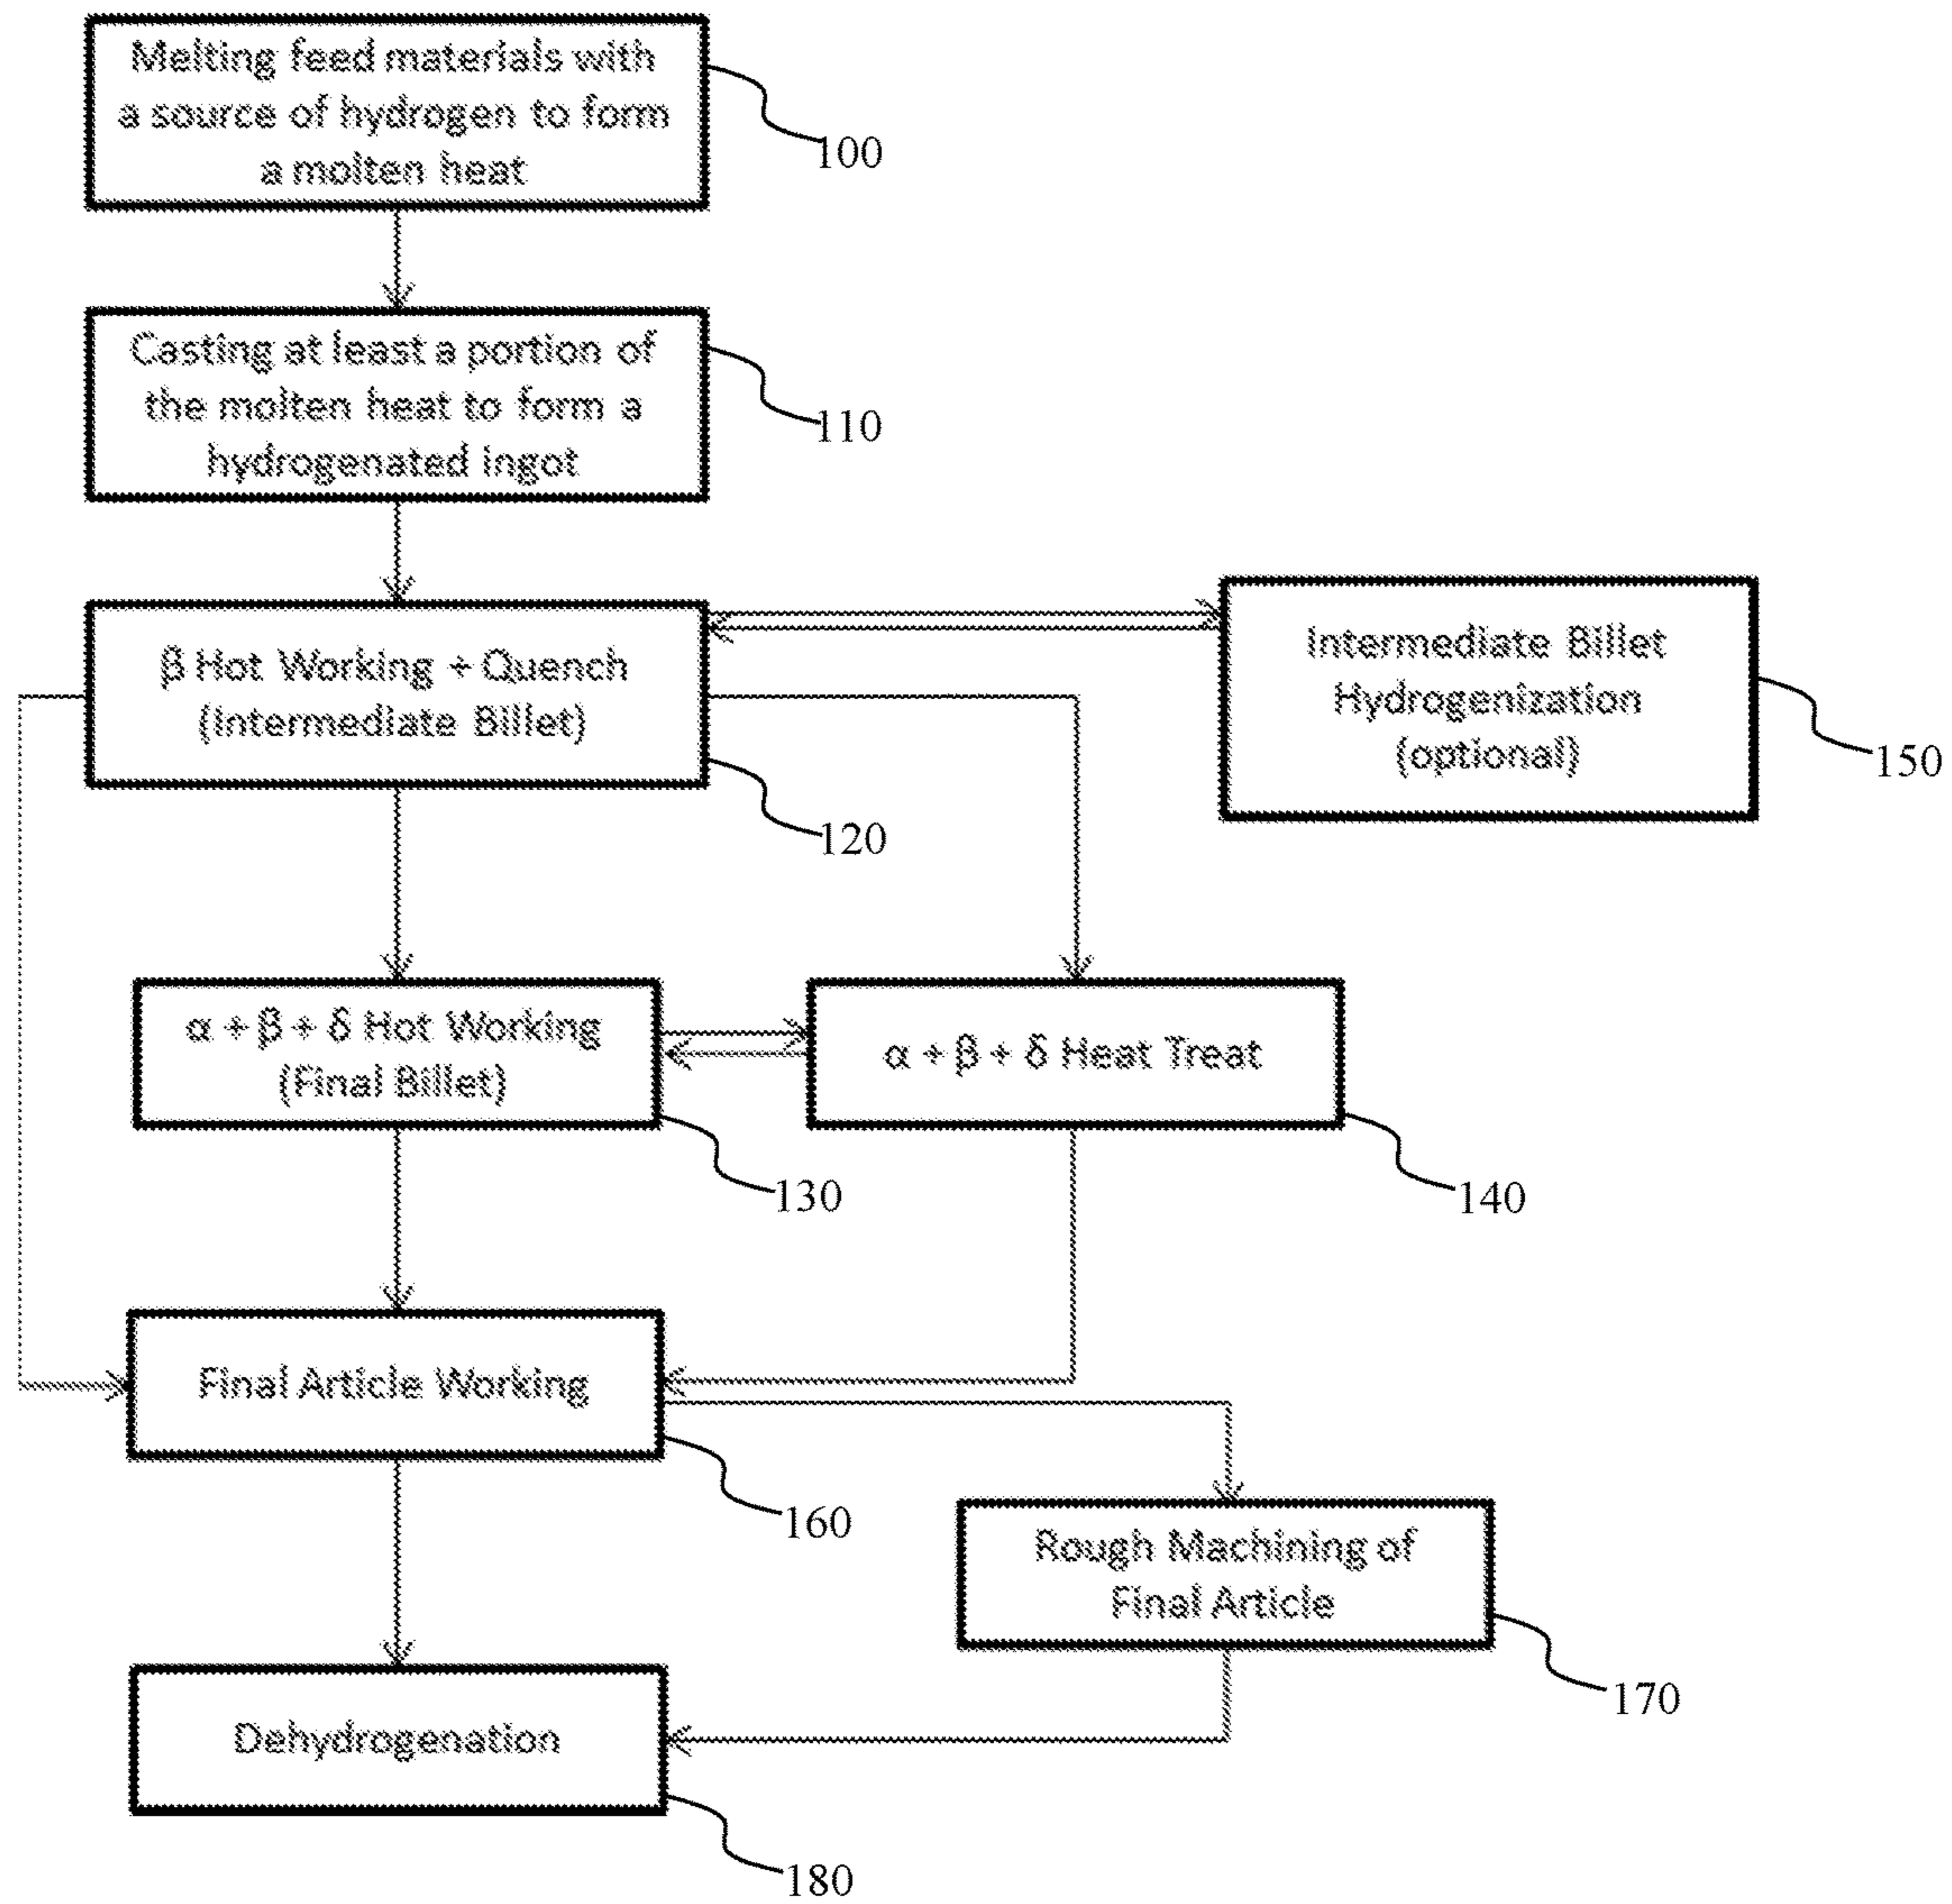 Melting feed materials with
a source of hydrogen to form
a molten heat
100
Casting at least a portion of
the molten heat to form a
hydrogenated ingot
110
β Hot Working + Quench
(Intermediate Billet)
120
Intermediate Billet
Hydrogenization
(optional)
150
α + β + δ Hot Working
(Final Billet)
130
α + β + δ Heat Treat
140
Final Article Working
160
Rough Machining of
Final Article
170
Dehydrogenation
180